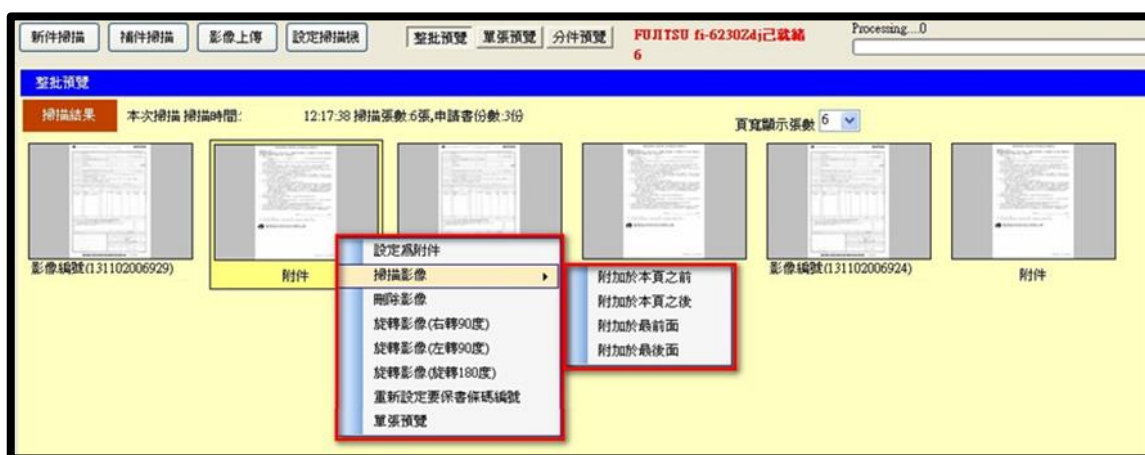 新件掃描 補件掃描 影像上傳 設定掃描機 整批預覽 單張預覽 分件預覽 FUJITSU fi-6230Zdj己就緒 Processing....0
6
整批預覽
掃描結果 本次掃描 掃描時間: 12:17:38 掃描張數:6張,申請書份數:3份 頁寬顯示張數 6
影像編號(131102006929) 附件 影像編號(131102006924) 附件
設定為附件
掃描影像
刪除影像
旋轉影像(右轉90度)
旋轉影像(左轉90度)
旋轉影像(旋轉180度)
重新設定要保書條碼編號
單張預覽
附加於本頁之前
附加於本頁之後
附加於最前面
附加於最後面